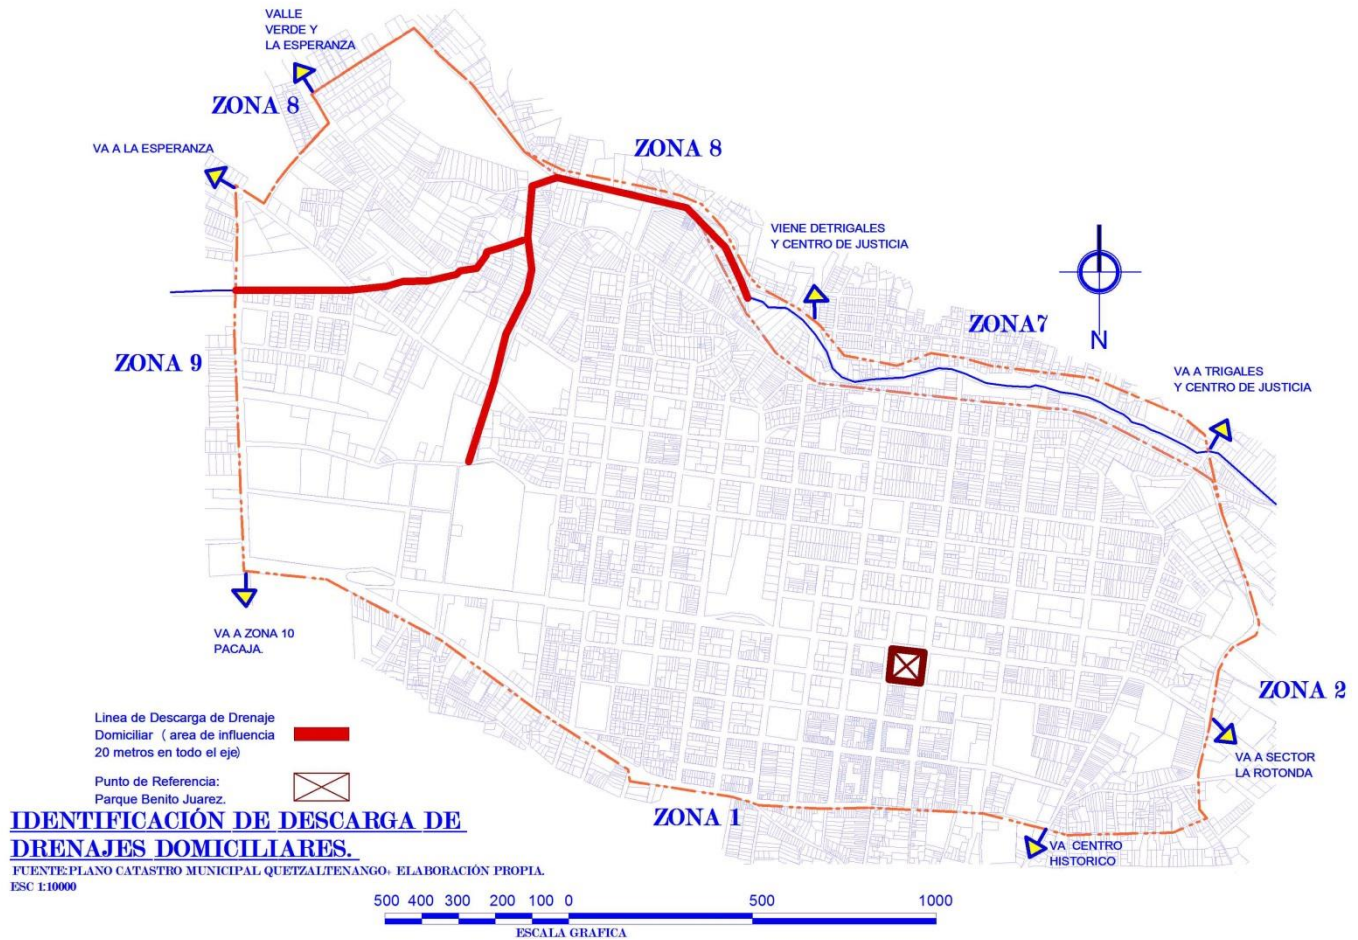 VALLE
VERDE Y
LA ESPERANZA
ZONA 8
VA A LA ESPERANZA
ZONA 8
VIENE DETRIGALES
Y CENTRO DE JUSTICIA
ZONA7
N
ZONA 9
VA A TRIGALES
Y CENTRO DE JUSTICIA
VA A ZONA 10
PACAJA.
ZONA 2
Linea de Descarga de Drenaje
Domiciliar ( area de influencia
20 metros en todo el eje)
VA A SECTOR
LA ROTONDA
Punto de Referencia:
Parque Benito Juarez.
ZONA 1
VA CENTRO
HISTORICO
IDENTIFICACIÓN DE DESCARGA DE
DRENAJES DOMICILIARES.
FUENTE:PLANO CATASTRO MUNICIPAL QUETZALTENANGO+ ELABORACIÓN PROPIA.
ESC 1:10000
500 400 300 200 100 0 500 1000
ESCALA GRAFICA